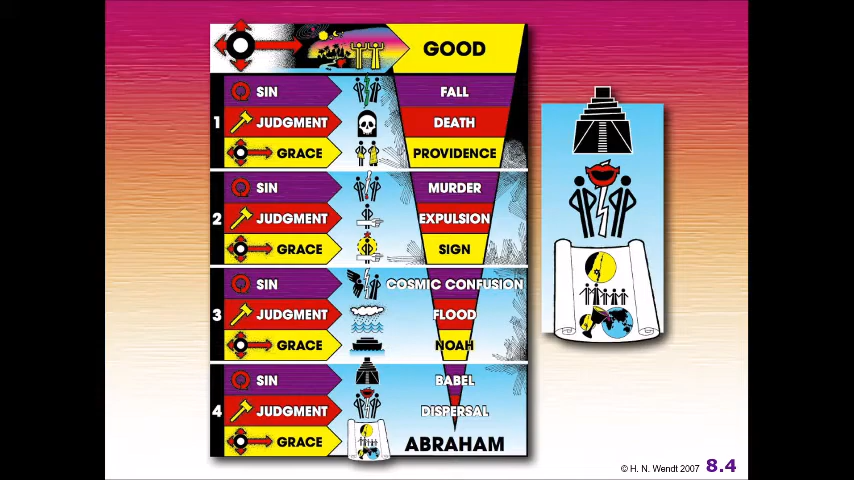 GOOD
1
SIN FALL
JUDGMENT DEATH
GRACE PROVIDENCE
2
SIN MURDER
JUDGMENT EXPULSION
GRACE SIGN
3
SIN COSMIC CONFUSION
JUDGMENT FLOOD
GRACE NOAH
4
SIN BABEL
JUDGMENT DISPERSAL
GRACE ABRAHAM
© H. N. Wendt 2007 8.4